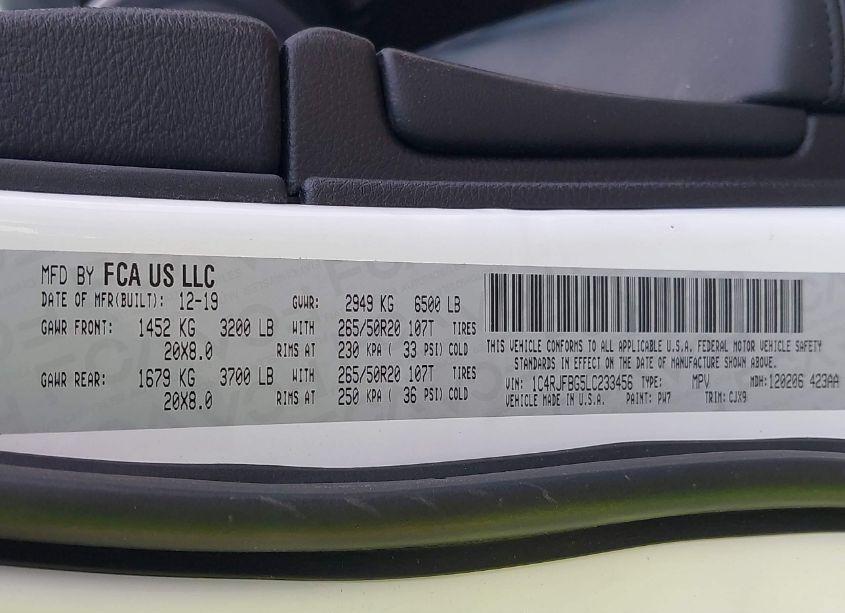 MFD BY FCA US LLC
DATE OF MFR(BUILT): 12-19 GVWR: 2949 KG 6500 LB
GAWR FRONT: 1452 KG 3200 LB WITH 265/50R20 107T TIRES
20X8.0 RIMS AT 230 KPA ( 33 PSI) COLD
GAWR REAR: 1679 KG 3700 LB WITH 265/50R20 107T TIRES
20X8.0 RIMS AT 250 KPA ( 36 PSI) COLD
THIS VEHICLE CONFORMS TO ALL APPLICABLE U.S.A. FEDERAL MOTOR VEHICLE SAFETY
STANDARDS IN EFFECT ON THE DATE OF MANUFACTURE SHOWN ABOVE.
VIN: 1C4RJFBG5LC233456 TYPE: MPV MDH:120206 423AA
VEHICLE MADE IN U.S.A. PAINT: PW7 TRIM: CJX9